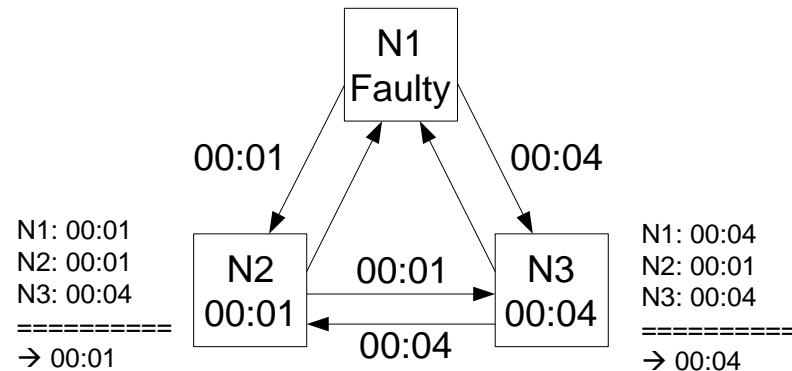 N1
Faulty
00:01
00:04
N1: 00:01
N2: 00:01
N3: 00:04
==========
→ 00:01
N2
00:01
00:01
00:04
N3
00:04
N1: 00:04
N2: 00:01
N3: 00:04
==========
→ 00:04